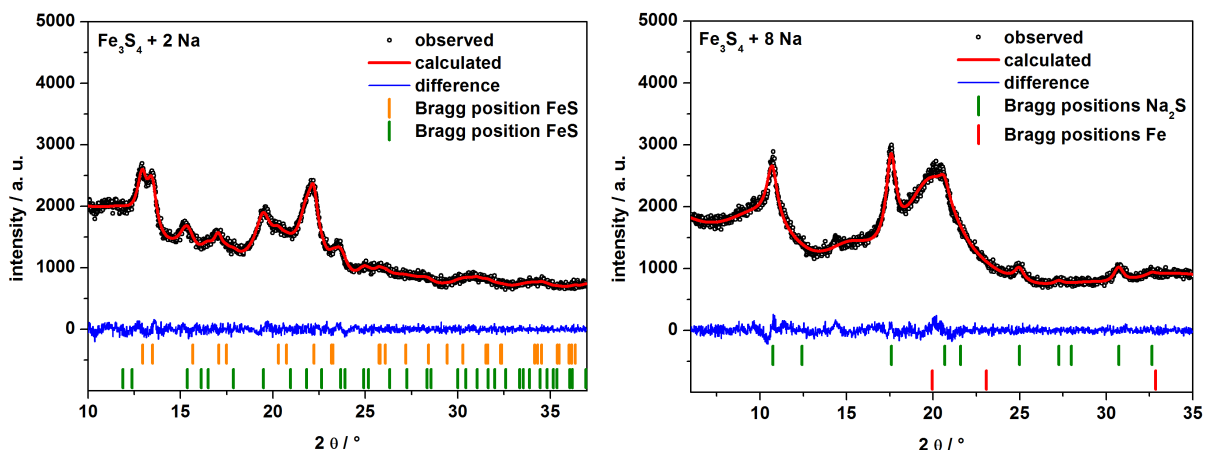 Fe₃S₄ + 2 Na
observed
calculated
difference
Bragg position FeS
Bragg position FeS
intensity / a. u.
5000
4000
3000
2000
1000
0
10 15 20 25 30 35
2 θ / °
Fe₃S₄ + 8 Na
observed
calculated
difference
Bragg positions Na₂S
Bragg positions Fe
intensity / a. u.
5000
4000
3000
2000
1000
0
10 15 20 25 30 35
2 θ / °